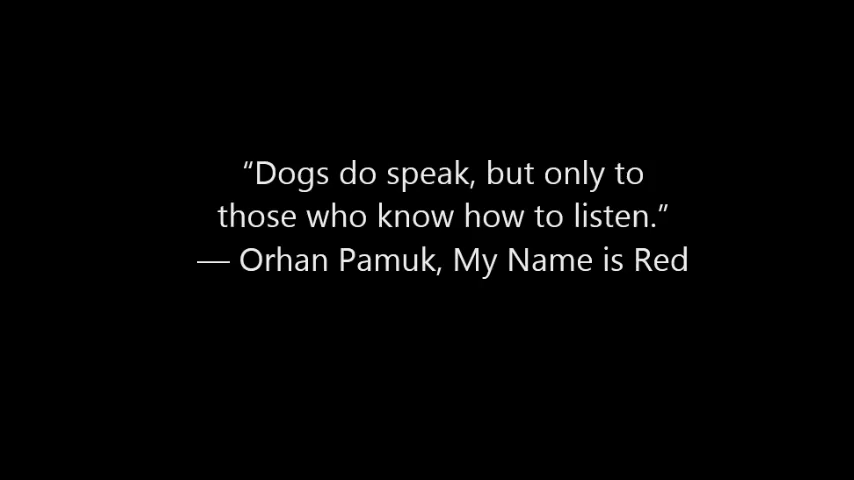 “Dogs do speak, but only to
those who know how to listen.”
— Orhan Pamuk, My Name is Red